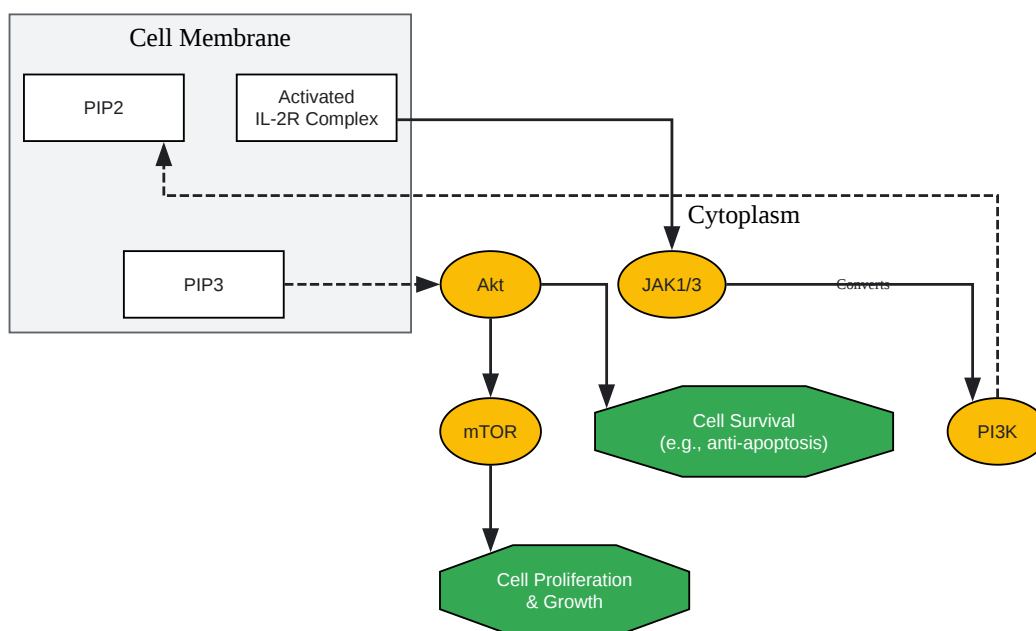 Cell Membrane
PIP2
Activated
IL-2R Complex
Cytoplasm
PIP3
Akt
JAK1/3
Converts
mTOR
Cell Survival
(e.g., anti-apoptosis)
PI3K
Cell Proliferation
& Growth